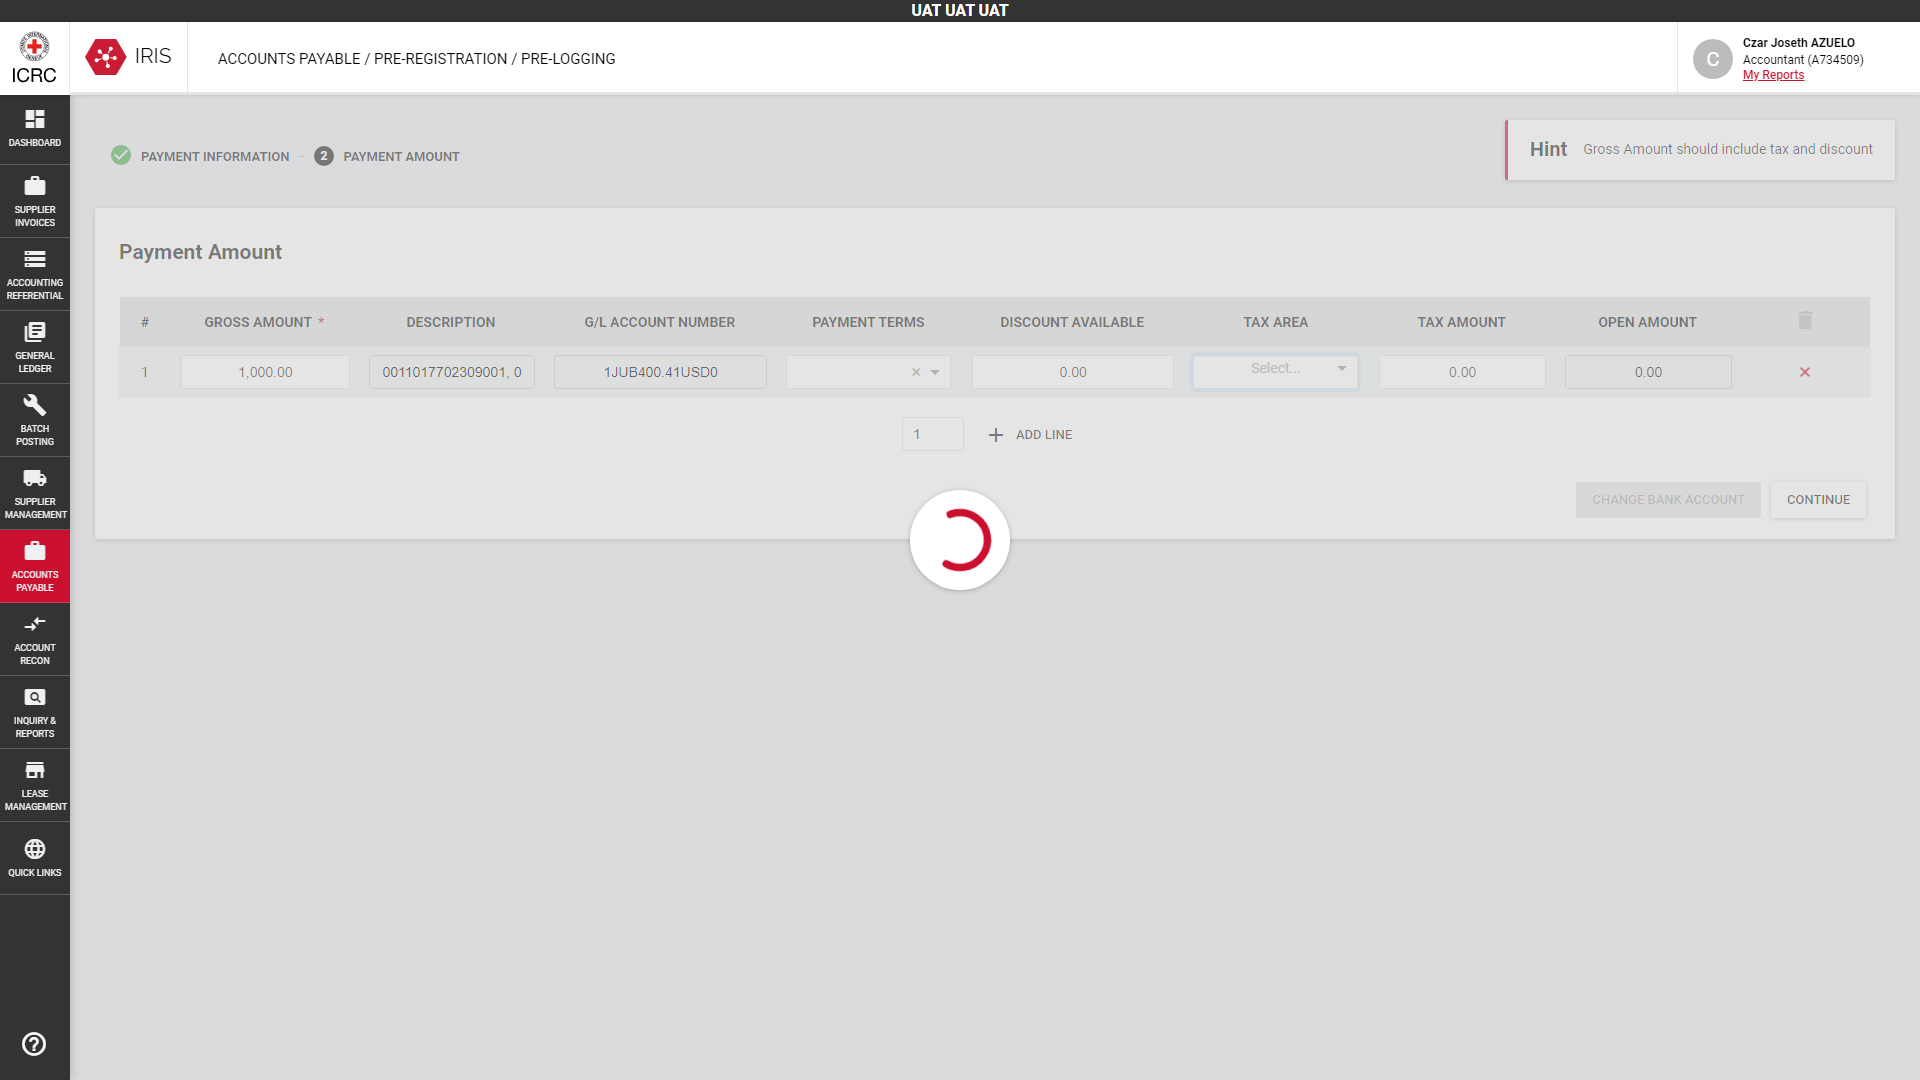 UAT UAT UAT
ICRC
IRIS
ACCOUNTS PAYABLE / PRE-REGISTRATION / PRE-LOGGING
C
Czar Joseth AZUELO
Accountant (A734509)
My Reports
DASHBOARD
SUPPLIER
INVOICES
ACCOUNTING
REFERENTIAL
GENERAL
LEDGER
BATCH
POSTING
SUPPLIER
MANAGEMENT
ACCOUNTS
PAYABLE
ACCOUNT
RECON
INQUIRY &
REPORTS
LEASE
MANAGEMENT
QUICK LINKS
PAYMENT INFORMATION
2 PAYMENT AMOUNT
Hint Gross Amount should include tax and discount
Payment Amount
# GROSS AMOUNT * DESCRIPTION G/L ACCOUNT NUMBER PAYMENT TERMS DISCOUNT AVAILABLE TAX AREA TAX AMOUNT OPEN AMOUNT
1 1,000.00 0011017702309001, 0 1JUB400.41USD0 0.00 Select... 0.00 0.00
1 ADD LINE
CHANGE BANK ACCOUNT CONTINUE